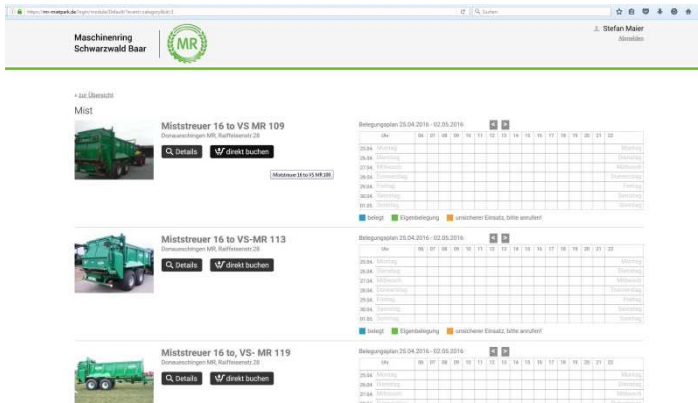 https://mr-mietpark.de/login/module/Default/?event=category&id=1
Suchen
Maschinenring
Schwarzwald Baar
MR
Stefan Maier
Abmelden
« zur Übersicht
Mist
Miststreuer 16 to VS MR 109
Donaueschingen MR, Raiffeisenstr.28
Details
direkt buchen
Miststreuer 16 to VS MR 109
Belegungsplan 25.04.2016 - 02.05.2016 < >
Uhr 06 07 08 09 10 11 12 13 14 15 16 17 18 19 20 21 22
25.04. Montag Montag
26.04. Dienstag Dienstag
27.04. Mittwoch Mittwoch
28.04. Donnerstag Donnerstag
29.04. Freitag Freitag
30.04. Samstag Samstag
01.05. Sonntag Sonntag
belegt Eigenbelegung unsicherer Einsatz, bitte anrufen!
Miststreuer 16 to VS-MR 113
Donaueschingen MR, Raiffeisenstr.28
Details
direkt buchen
Belegungsplan 25.04.2016 - 02.05.2016 < >
Uhr 06 07 08 09 10 11 12 13 14 15 16 17 18 19 20 21 22
25.04. Montag Montag
26.04. Dienstag Dienstag
27.04. Mittwoch Mittwoch
28.04. Donnerstag Donnerstag
29.04. Freitag Freitag
30.04. Samstag Samstag
01.05. Sonntag Sonntag
belegt Eigenbelegung unsicherer Einsatz, bitte anrufen!
Miststreuer 16 to, VS- MR 119
Donaueschingen MR, Raiffeisenstr.28
Details
direkt buchen
Belegungsplan 25.04.2016 - 02.05.2016 < >
Uhr 06 07 08 09 10 11 12 13 14 15 16 17 18 19 20 21 22
25.04. Montag Montag
26.04. Dienstag Dienstag
27.04. Mittwoch Mittwoch